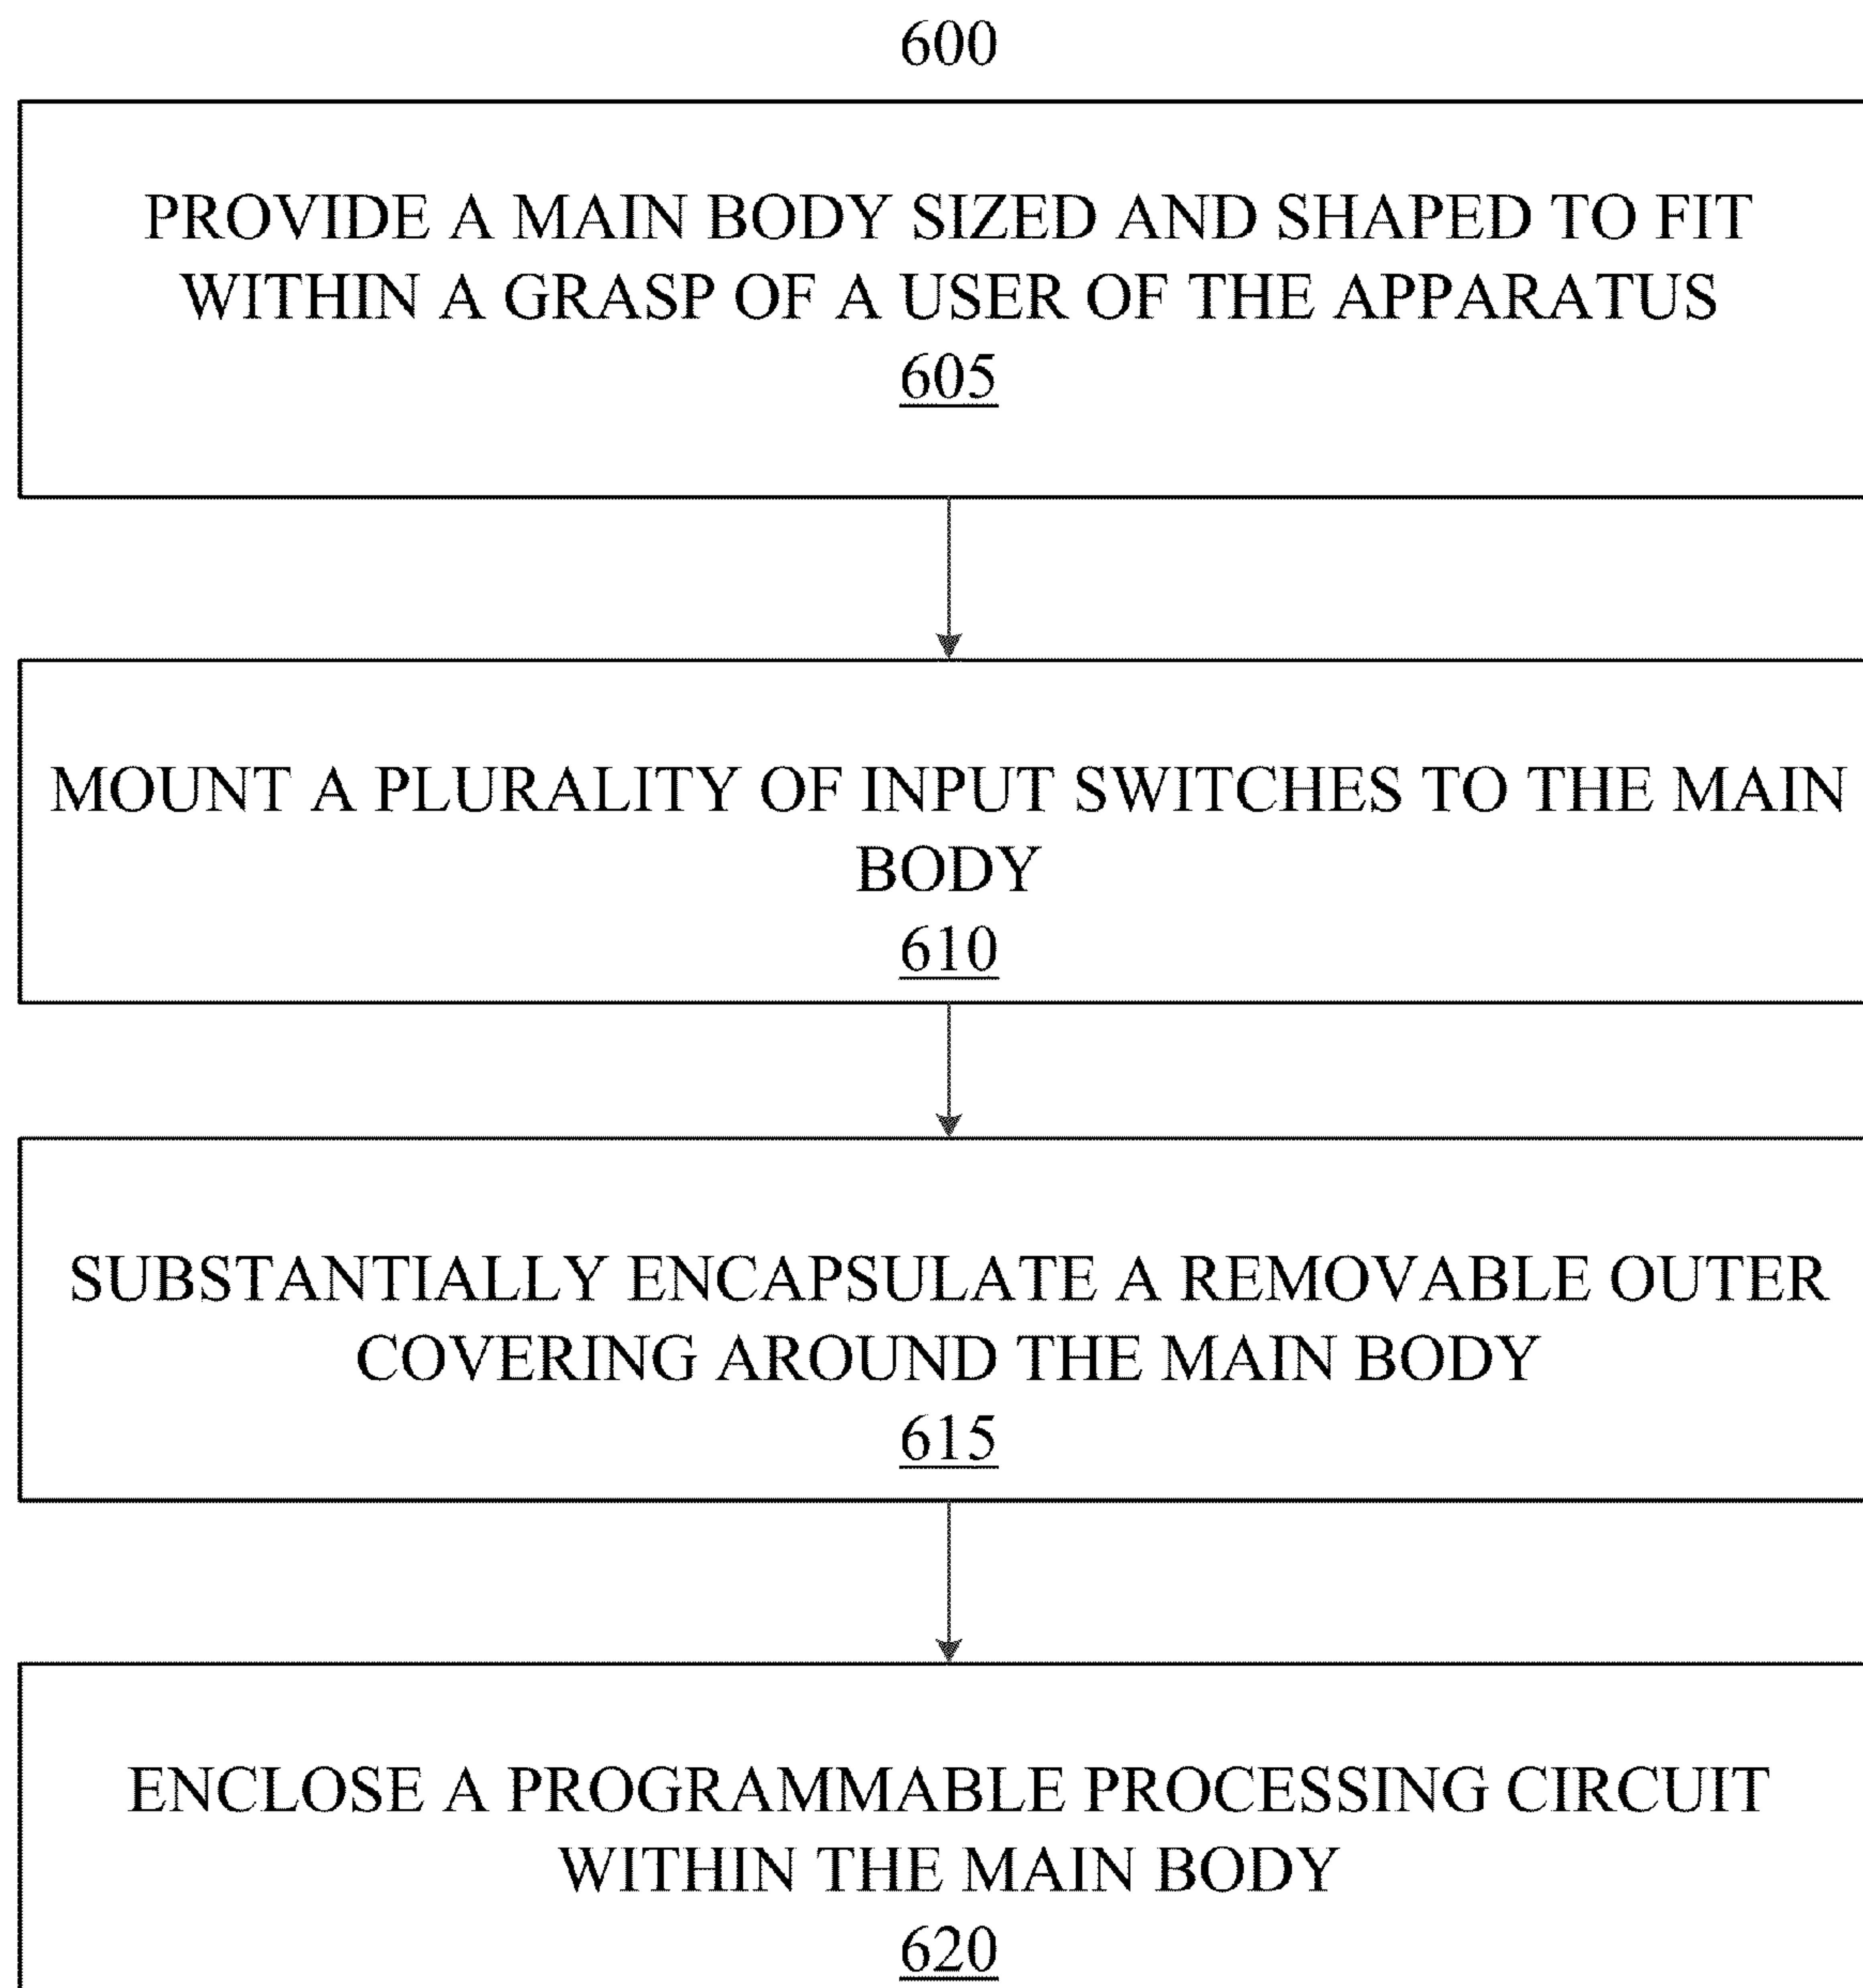 600
PROVIDE A MAIN BODY SIZED AND SHAPED TO FIT
WITHIN A GRASP OF A USER OF THE APPARATUS
605
MOUNT A PLURALITY OF INPUT SWITCHES TO THE MAIN
BODY
610
SUBSTANTIALLY ENCAPSULATE A REMOVABLE OUTER
COVERING AROUND THE MAIN BODY
615
ENCLOSE A PROGRAMMABLE PROCESSING CIRCUIT
WITHIN THE MAIN BODY
620